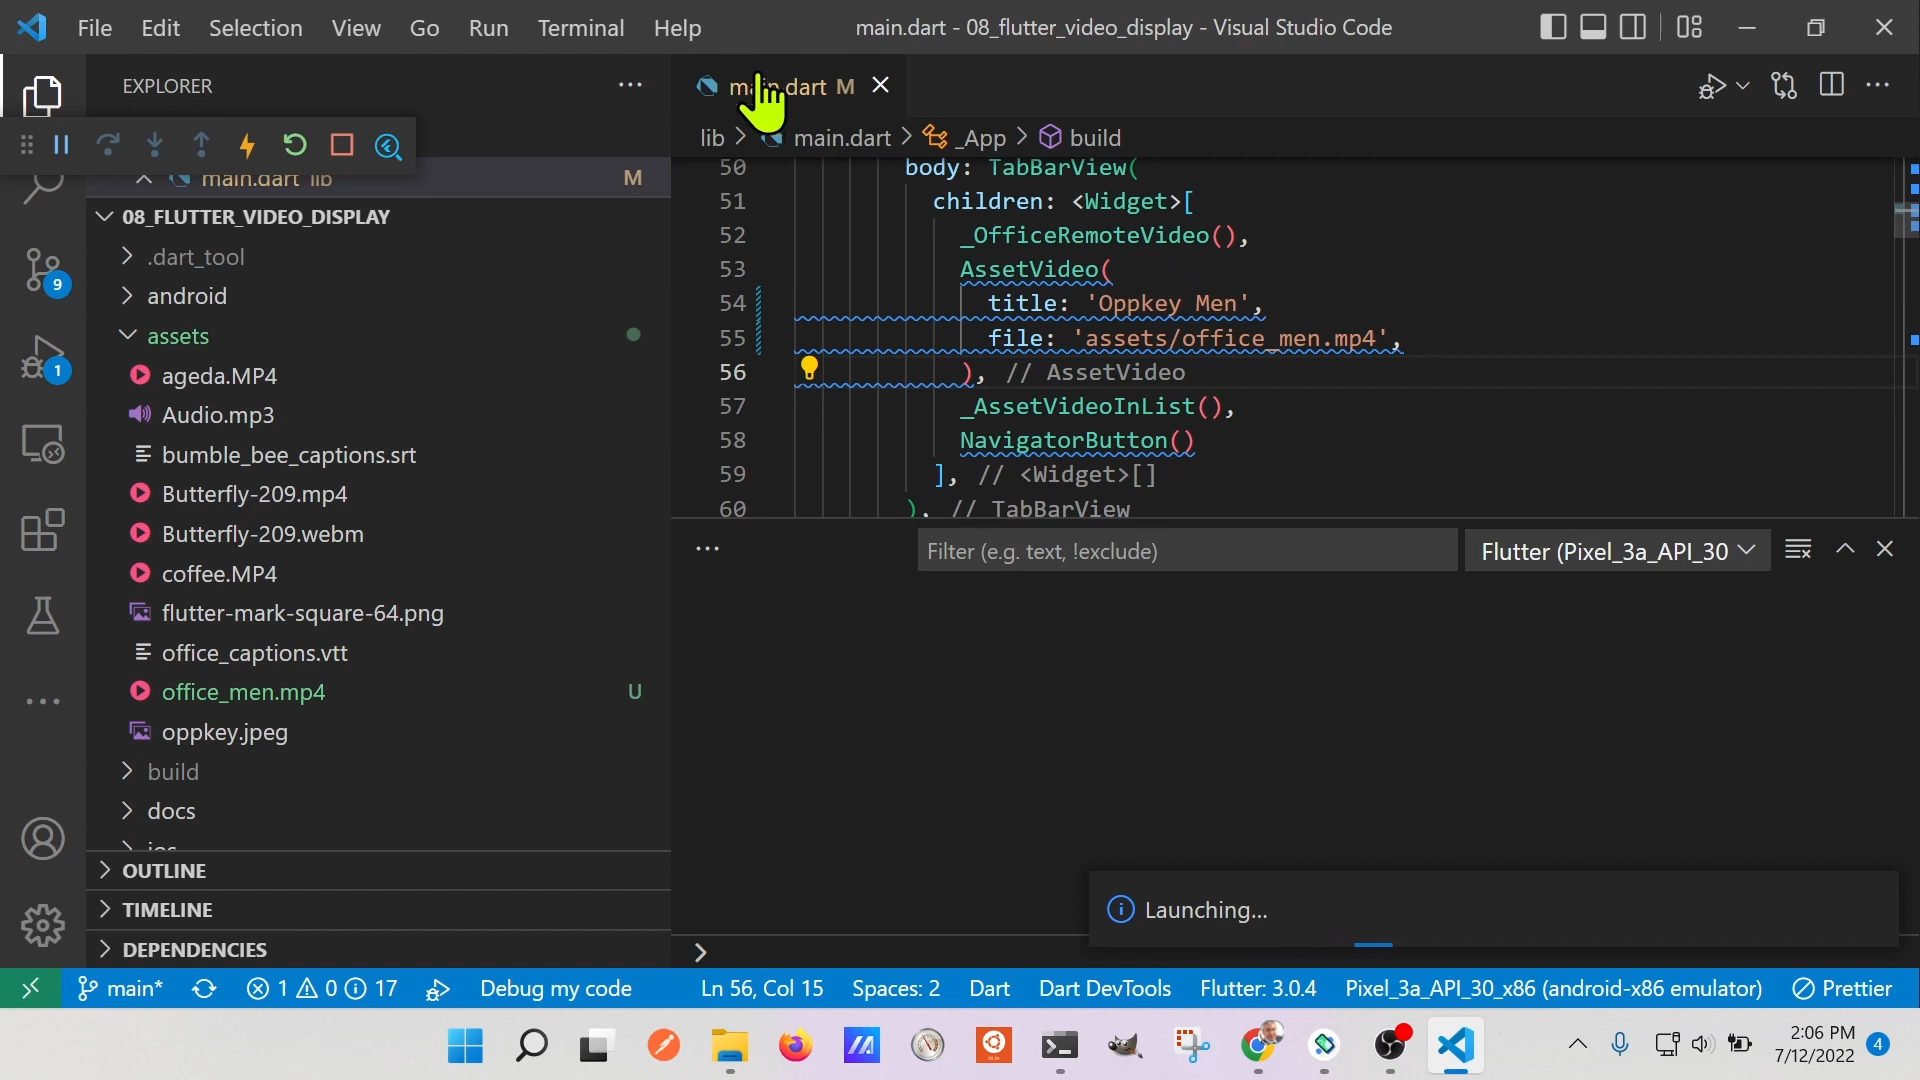 File Edit Selection View Go Run Terminal Help main.dart - 08_flutter_video_display - Visual Studio Code
EXPLORER
main.dart M
lib main.dart _App build
main.dart lib M
08_FLUTTER_VIDEO_DISPLAY
.dart_tool
android
assets
ageda.MP4
Audio.mp3
bumble_bee_captions.srt
Butterfly-209.mp4
Butterfly-209.webm
coffee.MP4
flutter-mark-square-64.png
office_captions.vtt
office_men.mp4 U
oppkey.jpeg
build
docs
ios
OUTLINE
TIMELINE
DEPENDENCIES
9
1
50 body: TabBarView(
51 children: <Widget>[
52 _OfficeRemoteVideo(),
53 AssetVideo(
54 title: 'Oppkey Men',
55 file: 'assets/office_men.mp4',
56 ), // AssetVideo
57 _AssetVideoInList(),
58 NavigatorButton()
59 ], // <Widget>[]
60 ), // TabBarView
Filter (e.g. text, !exclude) Flutter (Pixel_3a_API_30
Launching...
main* 1 0 17 Debug my code Ln 56, Col 15 Spaces: 2 Dart Dart DevTools Flutter: 3.0.4 Pixel_3a_API_30_x86 (android-x86 emulator) Prettier
2:06 PM
7/12/2022 4